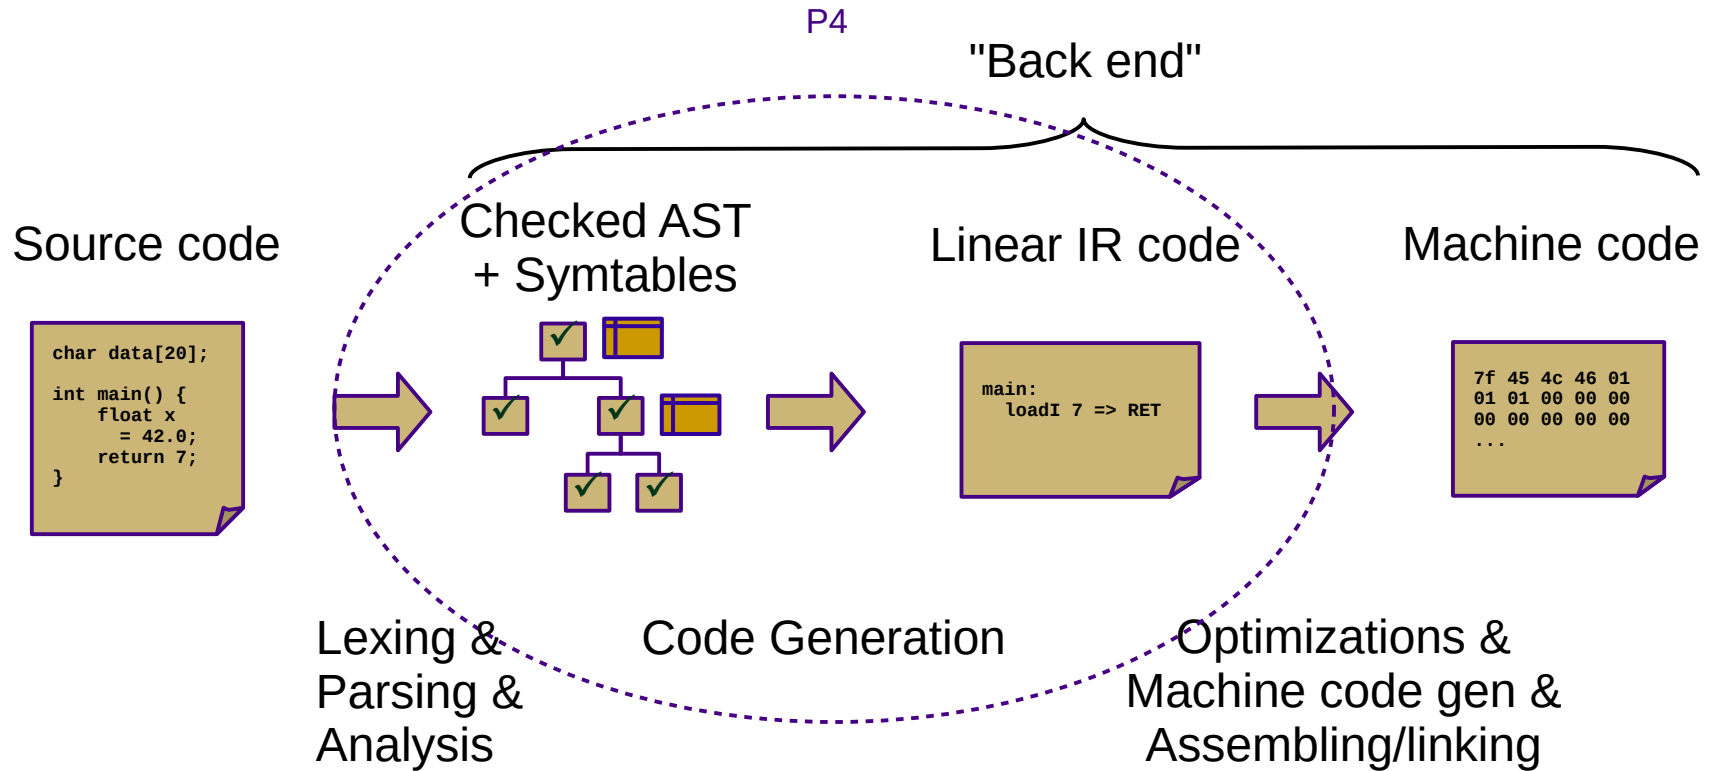 P4
"Back end"
Source code
Checked AST
+ Symtables
Linear IR code
Machine code
char data[20];
int main() {
    float x
      = 42.0;
    return 7;
}
main:
  loadI 7 => RET
7f 45 4c 46 01
01 01 00 00 00
00 00 00 00 00
...
Lexing &
Parsing &
Analysis
Code Generation
Optimizations &
Machine code gen &
Assembling/linking